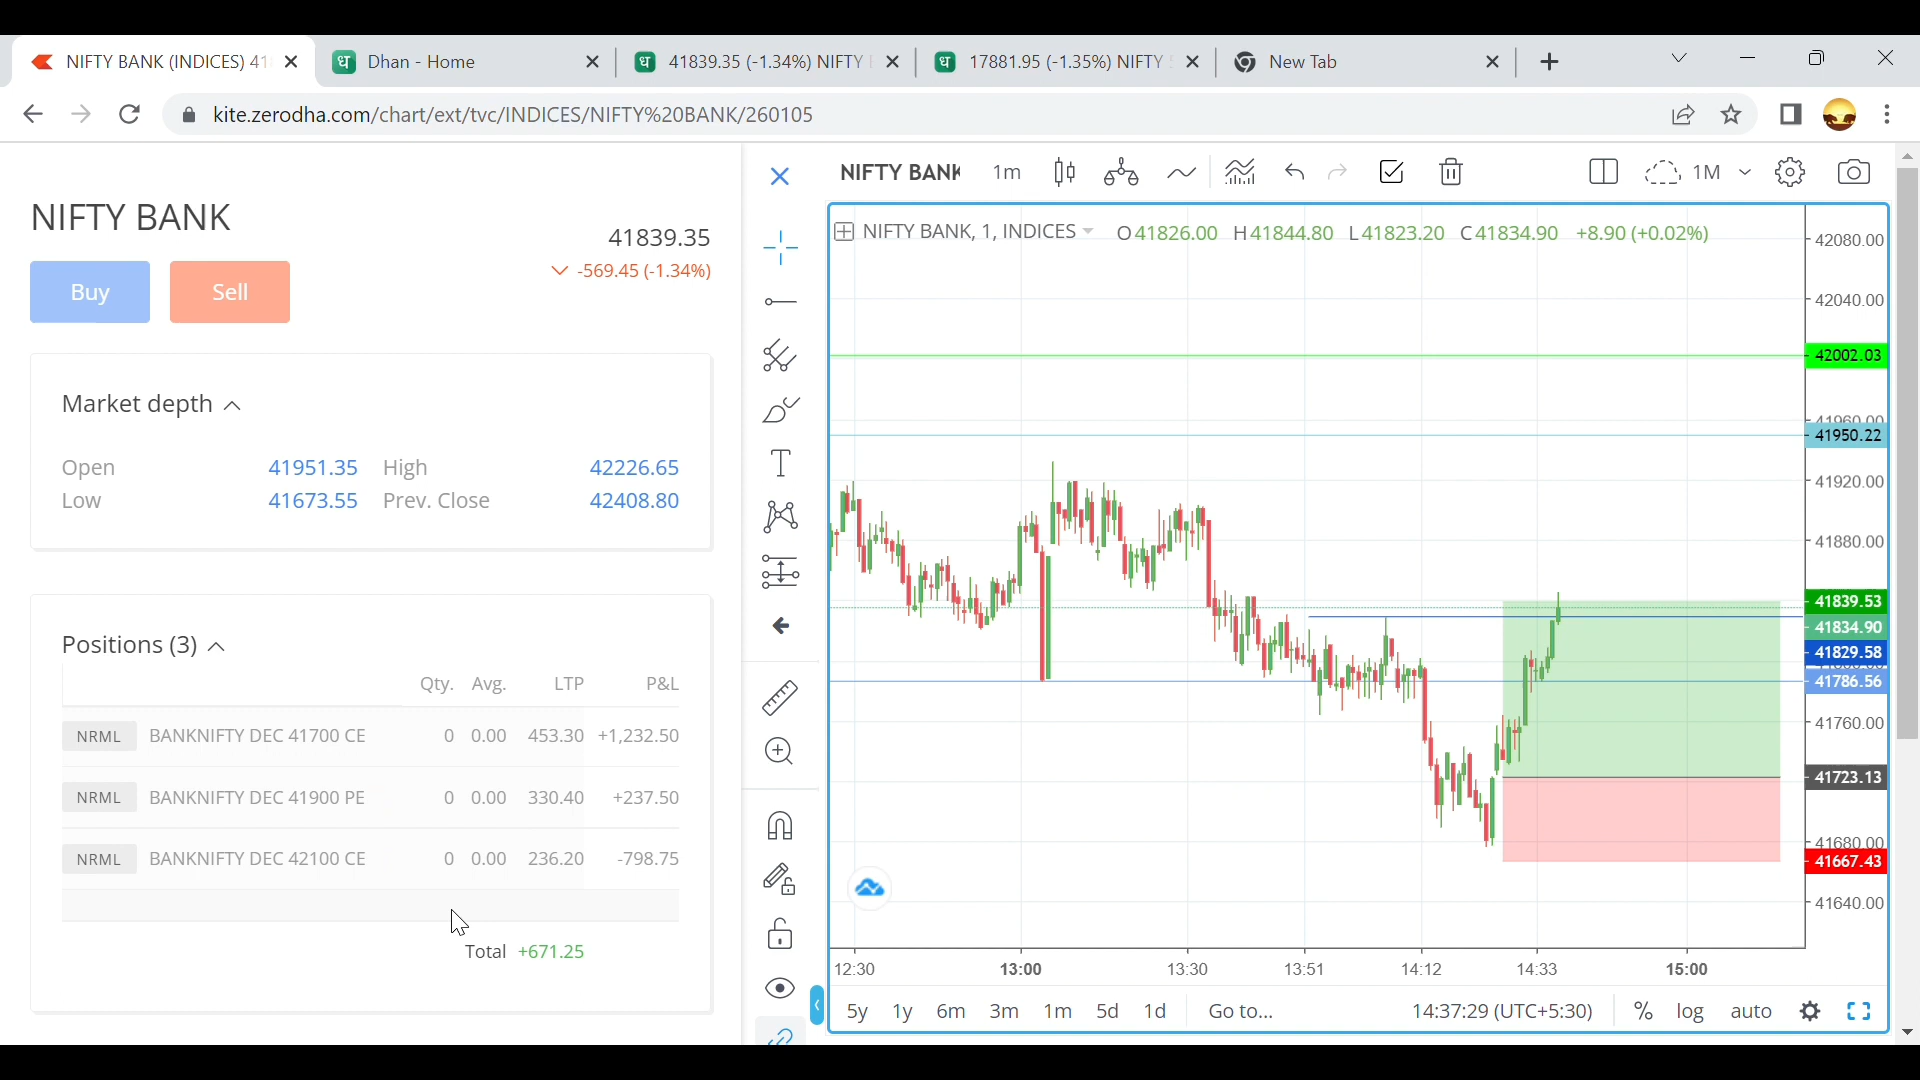 NIFTY BANK (INDICES) 41
Dhan - Home
41839.35 (-1.34%) NIFTY
17881.95 (-1.35%) NIFTY
New Tab
kite.zerodha.com/chart/ext/tvc/INDICES/NIFTY%20BANK/260105
NIFTY BANK
41839.35
-569.45 (-1.34%)
Buy
Sell
Market depth
Open 41951.35 High 42226.65
Low 41673.55 Prev. Close 42408.80
Positions (3)
Qty. Avg. LTP P&L
NRML BANKNIFTY DEC 41700 CE 0 0.00 453.30 +1,232.50
NRML BANKNIFTY DEC 41900 PE 0 0.00 330.40 +237.50
NRML BANKNIFTY DEC 42100 CE 0 0.00 236.20 -798.75
Total +671.25
NIFTY BANK 1m 1M
NIFTY BANK, 1, INDICES O41826.00 H41844.80 L41823.20 C41834.90 +8.90 (+0.02%)
42080.00
42040.00
42002.03
41960.00
41950.22
41920.00
41880.00
41839.53
41834.90
41829.58
41786.56
41760.00
41723.13
41680.00
41667.43
41640.00
12:30 13:00 13:30 13:51 14:12 14:33 15:00
5y 1y 6m 3m 1m 5d 1d Go to... 14:37:29 (UTC+5:30) % log auto